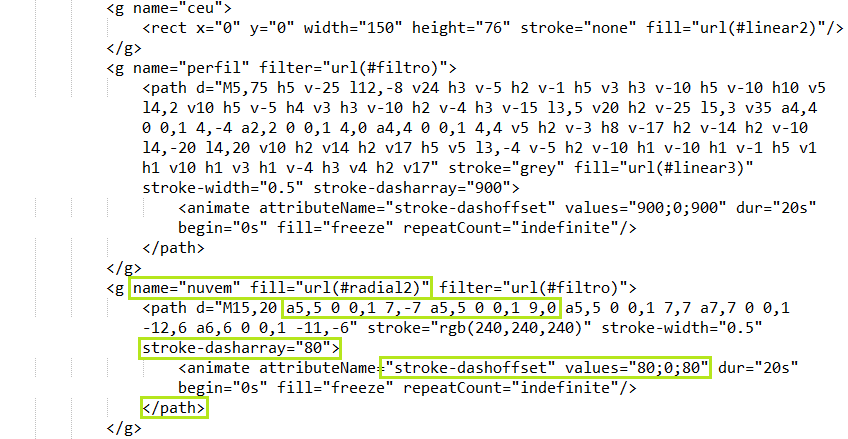 <g name="ceu">
<rect x="0" y="0" width="150" height="76" stroke="none" fill="url(#linear2)"/>
</g>
<g name="perfil" filter="url(#filtro)">
<path d="M5,75 h5 v-25 l12,-8 v24 h3 v-5 h2 v-1 h5 v3 h3 v-10 h5 v-10 h10 v5
l4,2 v10 h5 v-5 h4 v3 h3 v-10 h2 v-4 h3 v-15 l3,5 v20 h2 v-25 l5,3 v35 a4,4
0 0,1 4,-4 a2,2 0 0,1 4,0 a4,4 0 0,1 4,4 v5 h2 v-3 h8 v-17 h2 v-14 h2 v-10
l4,-20 l4,20 v10 h2 v14 h2 v17 h5 v5 l3,-4 v-5 h2 v-10 h1 v-10 h1 v-1 h5 v1
h1 v10 h1 v3 h1 v-4 h3 v4 h2 v17" stroke="grey" fill="url(#linear3)"
stroke-width="0.5" stroke-dasharray="900">
<animate attributeName="stroke-dashoffset" values="900;0;900" dur="20s"
begin="0s" fill="freeze" repeatCount="indefinite"/>
</path>
</g>
<g name="nuvem" fill="url(#radial2)" filter="url(#filtro)">
<path d="M15,20 a5,5 0 0,1 7,-7 a5,5 0 0,1 9,0 a5,5 0 0,1 7,7 a7,7 0 0,1
-12,6 a6,6 0 0,1 -11,-6" stroke="rgb(240,240,240)" stroke-width="0.5"
stroke-dasharray="80">
<animate attributeName="stroke-dashoffset" values="80;0;80" dur="20s"
begin="0s" fill="freeze" repeatCount="indefinite"/>
</path>
</g>